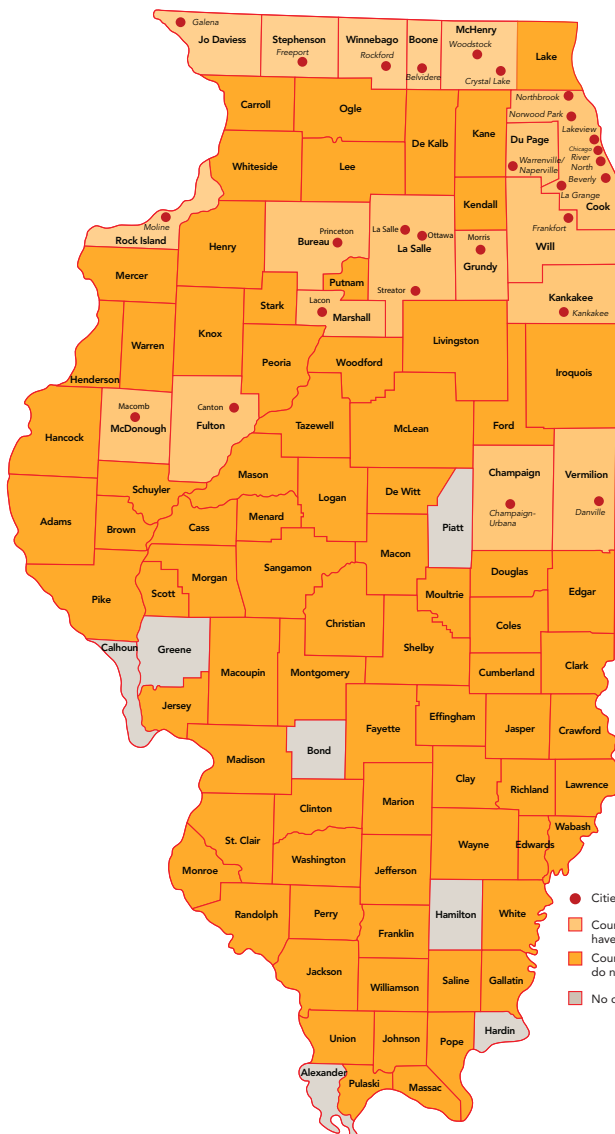 Galena
Jo Daviess
Stephenson
Freeport
Winnebago
Rockford
Boone
Belvidere
McHenry
Woodstock
Crystal Lake
Lake
Carroll
Ogle
De Kalb
Kane
Northbrook
Norwood Park
Lakeview
Chicago
River
North
Beverly
La Grange
Cook
Du Page
Warrenville/
Naperville
Whiteside
Lee
Kendall
Moline
Rock Island
Henry
Princeton
Bureau
La Salle
Ottawa
La Salle
Streator
Morris
Grundy
Frankfort
Will
Mercer
Putnam
Stark
Lacon
Marshall
Kankakee
Kankakee
Knox
Warren
Henderson
Peoria
Woodford
Livingston
Iroquois
Macomb
McDonough
Canton
Fulton
Hancock
Tazewell
McLean
Ford
Mason
Schuyler
Logan
De Witt
Champaign
Champaign-
Urbana
Vermilion
Danville
Adams
Brown
Cass
Menard
Piatt
Macon
Sangamon
Morgan
Scott
Pike
Douglas
Moultrie
Edgar
Christian
Coles
Calhoun
Greene
Shelby
Macoupin
Montgomery
Cumberland
Clark
Jersey
Effingham
Fayette
Jasper
Crawford
Bond
Madison
Clay
Richland
Lawrence
Clinton
Marion
Wabash
St. Clair
Wayne
Edwards
Washington
Jefferson
Monroe
Randolph
Perry
Hamilton
White
Franklin
Jackson
Williamson
Saline
Gallatin
Hardin
Union
Johnson
Pope
Alexander
Pulaski
Massac
Citie
Coun
have
Coun
do n
No c